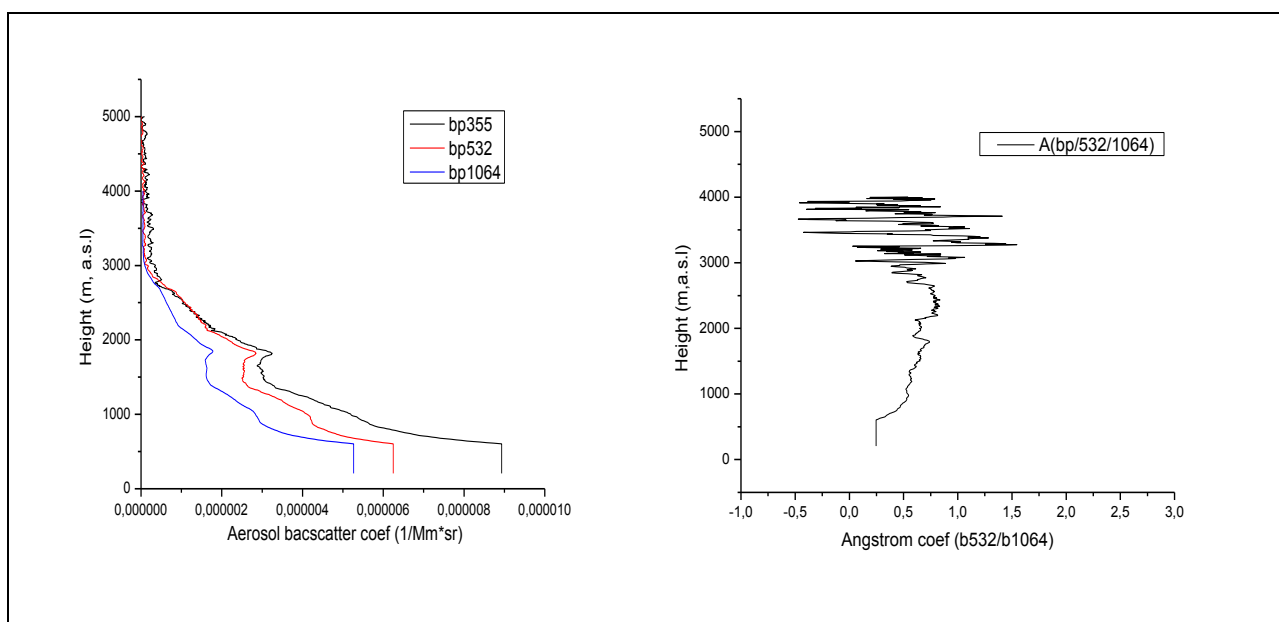 bp355
bp532
bp1064
5000
4000
3000
2000
1000
0
Height (m, a.s.l)
0,000000 0,000002 0,000004 0,000006 0,000008 0,000010
Aerosol bacscatter coef (1/Mm*sr)
A(bp/532/1064)
5000
4000
3000
2000
1000
0
Height (m,a.s.l)
-1,0 -0,5 0,0 0,5 1,0 1,5 2,0 2,5 3,0
Angstrom coef (b532/b1064)